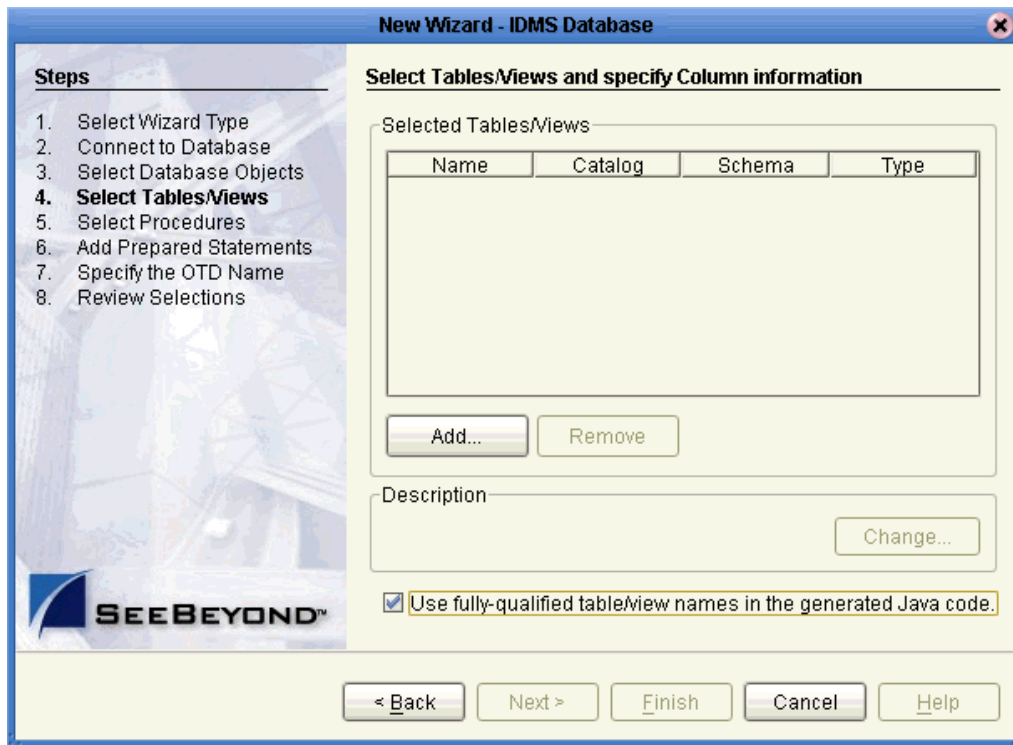 New Wizard - IDMS Database
Steps
1. Select Wizard Type
2. Connect to Database
3. Select Database Objects
4. Select Tables/Views
5. Select Procedures
6. Add Prepared Statements
7. Specify the OTD Name
8. Review Selections
SEEBEYOND™
Select Tables/Views and specify Column information
Selected Tables/Views
Name Catalog Schema Type
Add... Remove
Description
Change...
Use fully-qualified table/view names in the generated Java code.
< Back Next > Finish Cancel Help